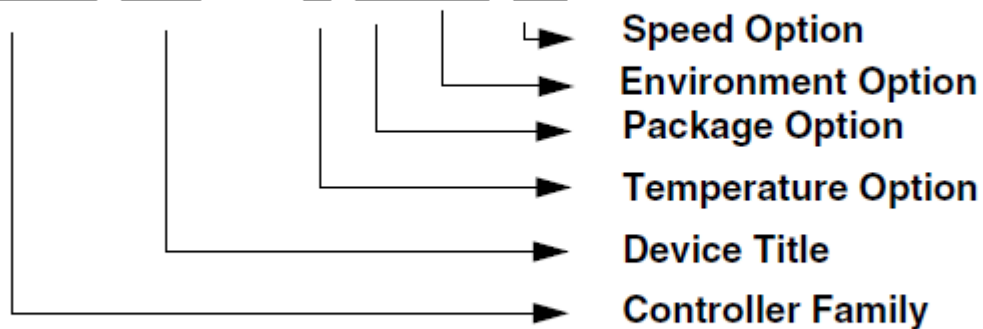 Speed Option
Environment Option
Package Option
Temperature Option
Device Title
Controller Family